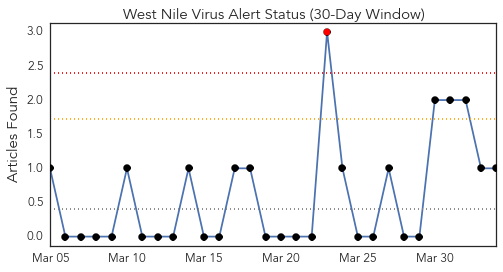 West Nile Virus Alert Status (30-Day Window)
Articles Found
3.0
2.5
2.0
1.5
1.0
0.5
0.0
Mar 05 Mar 10 Mar 15 Mar 20 Mar 25 Mar 30